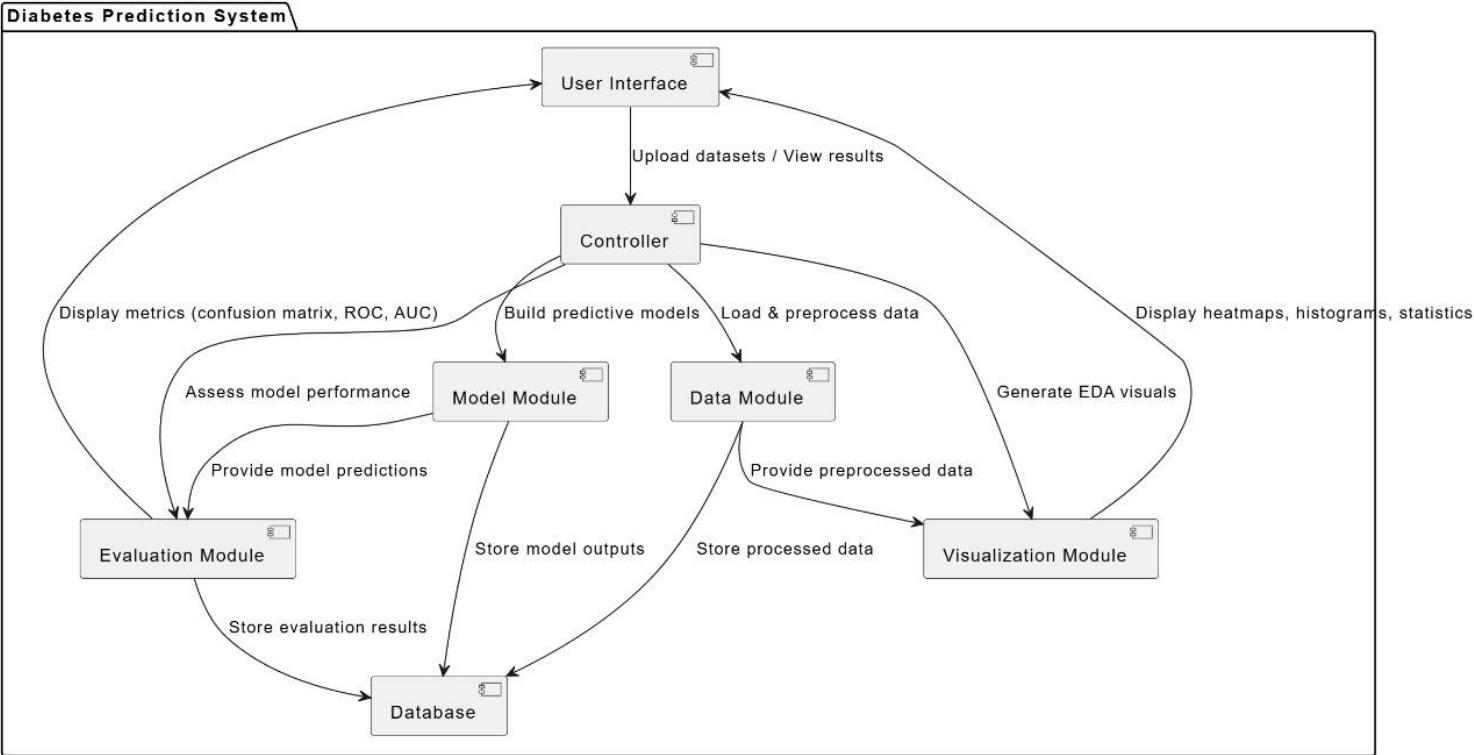 Diabetes Prediction System
User Interface
Upload datasets / View results
Controller
Display metrics (confusion matrix, ROC, AUC)
Build predictive models
Load & preprocess data
Display heatmaps, histograms, statistics
Assess model performance
Model Module
Data Module
Generate EDA visuals
Provide model predictions
Provide preprocessed data
Evaluation Module
Store model outputs
Store processed data
Visualization Module
Store evaluation results
Database